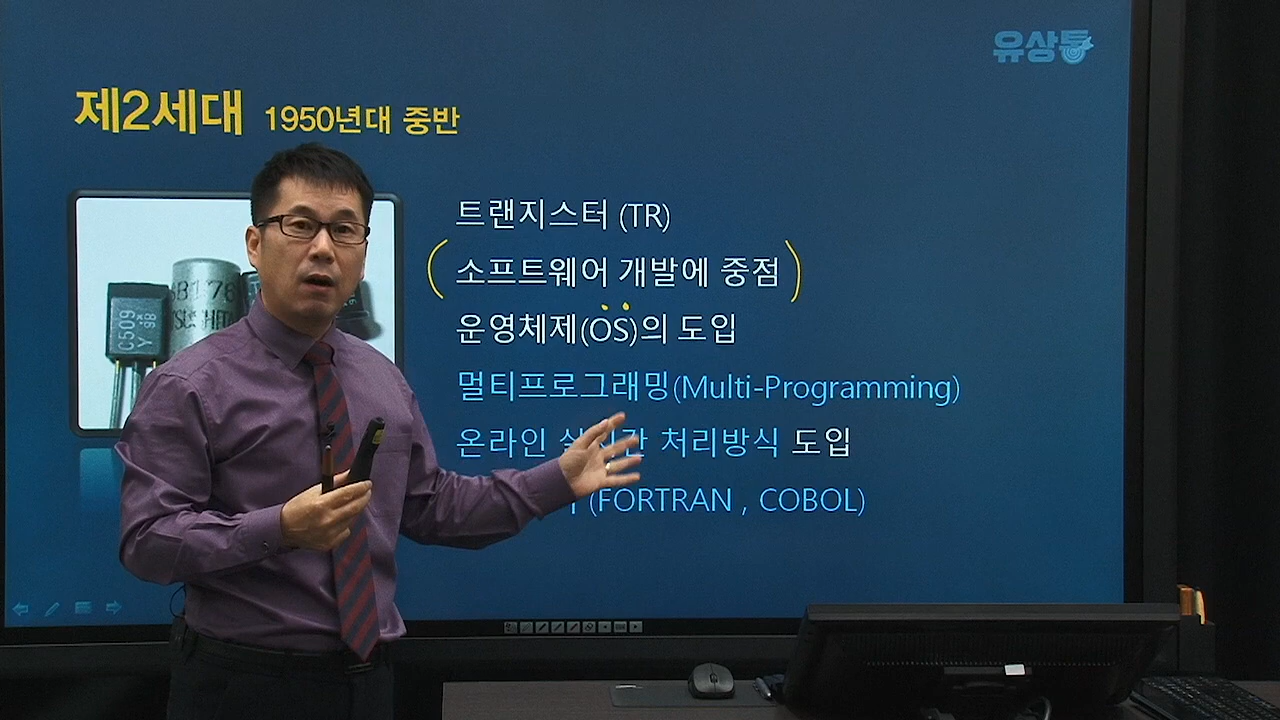 유상통
제2세대 1950년대 중반
트랜지스터 (TR)
소프트웨어 개발에 중점
운영체제(OS)의 도입
멀티프로그래밍(Multi-Programming)
온라인 처리방식 도입
(FORTRAN , COBOL)
C509
Y 9B